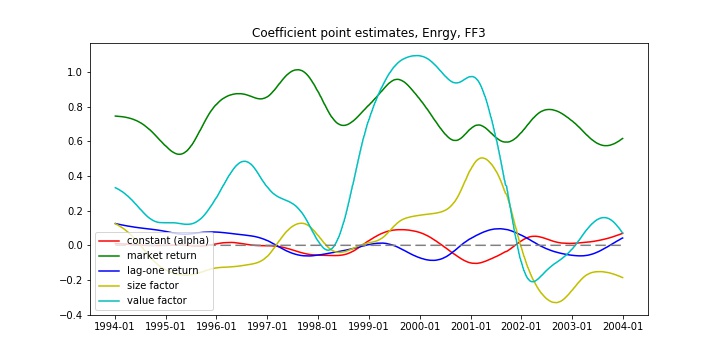 Coefficient point estimates, Enrgy, FF3
1.0
0.8
0.6
0.4
0.2
0.0
−0.2
−0.4
constant (alpha)
market return
lag-one return
size factor
value factor
1994-01 1995-01 1996-01 1997-01 1998-01 1999-01 2000-01 2001-01 2002-01 2003-01 2004-01